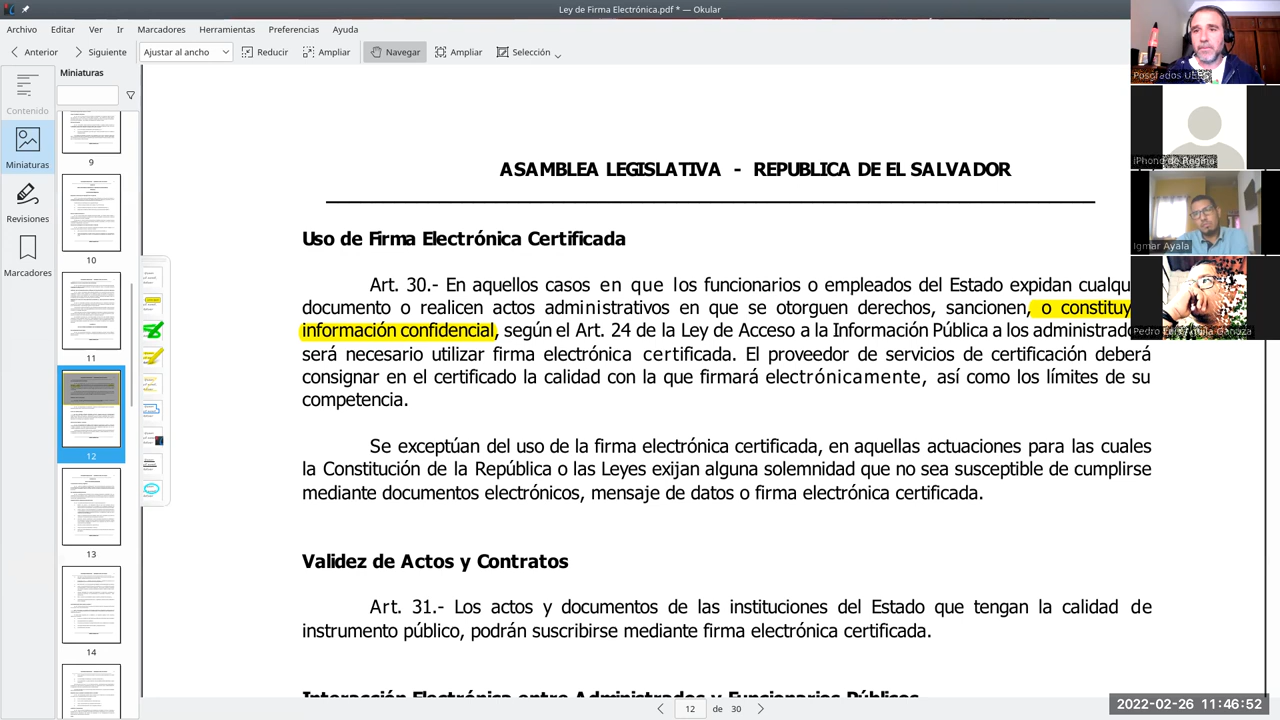 Ley de Firma Electrónica.pdf * — Okular
Archivo Editar Ver Ir Marcadores Herramientas Preferencias Ayuda
Anterior Siguiente Ajustar al ancho Reducir Ampliar Navegar Ampliar Selección
Contenido
Miniaturas
Revisiones
Marcadores
Miniaturas
9
10
11
12
13
14
ASAMBLEA LEGISLATIVA - REPUBLICA DE EL SALVADOR
Uso de Firma Electrónica Certificada
Art. 30.- En aquellos casos en que los funcionarios o empleados del Estado expidan cualqu
documento o realicen actos administrativos en que se otorguen derechos, sancionen, o constituy
información confidencial, según el Art. 24 de la Ley de Acceso a la Información Pública a los administrado
será necesario utilizar firma electrónica certificada. El proveedor de servicios de certificación deberá
consignar en el certificado la calidad con la que firmará electrónicamente, así como los límites de su
competencia.
Se exceptúan del uso de la firma electrónica certificada, en aquellas actuaciones para las cuales
la Constitución de la República o las Leyes exijan alguna solemnidad que no sea susceptible de cumplirse
mediante documentos electrónicos, mensaje de datos o firma electrónica certificada.
Validez de Actos y Contratos
Art. 31.- Los actos y documentos de las instituciones del Estado que tengan la calidad de
instrumento público, podrán suscribirse mediante firma electrónica certificada.
Interacción Electrónica entre Administrados y Funcionarios Públicos
12 de 30
Posgrados
iPhone de Regina
Igmar Ayala
Pedro Luis
2022-02-26 11:46:52